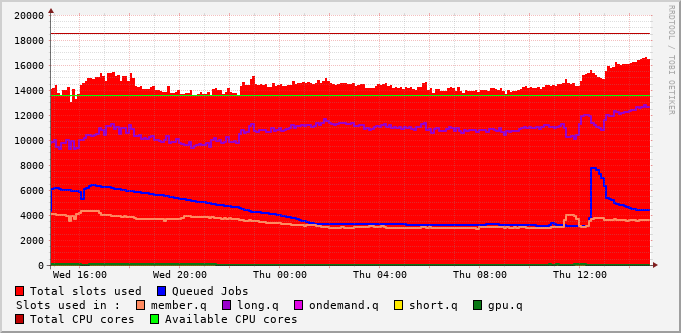 20000
18000
16000
14000
12000
10000
8000
6000
4000
2000
0
Wed 16:00 Wed 20:00 Thu 00:00 Thu 04:00 Thu 08:00 Thu 12:00
Total slots used Queued Jobs
Slots used in : member.q long.q ondemand.q short.q gpu.q
Total CPU cores Available CPU cores
RRDTOOL / TOBI OETIKER